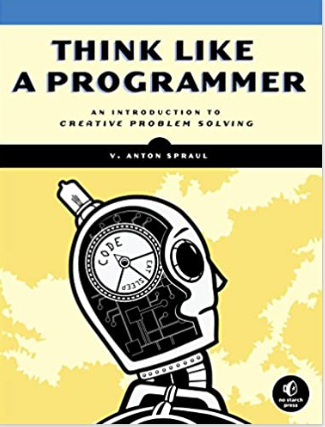 THINK LIKE
A PROGRAMMER
AN INTRODUCTION TO
CREATIVE PROBLEM SOLVING
V. ANTON SPRAUL
CODE
EAT
SLEEP
no starch
press